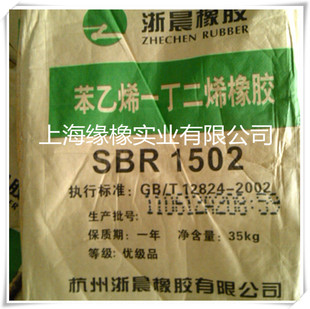 浙晨橡胶
ZHECHEN RUBBER
苯乙烯一丁二烯橡胶
上海缘橡实业有限公司
SBR 1502
执行标准: GB/T 12824-2002
生产批号:
保质期: 一年 净含量: 35kg
等级: 优级品
杭州浙晨橡胶有限公司